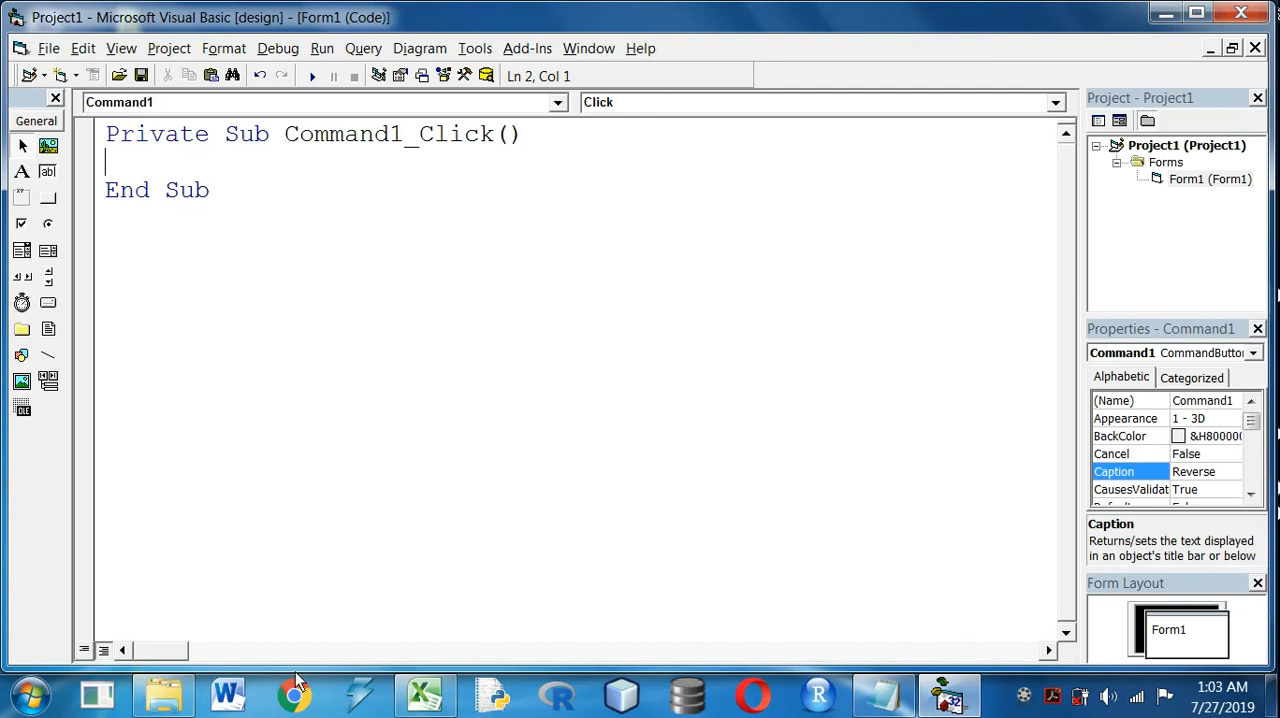 Project1 - Microsoft Visual Basic [design] - [Form1 (Code)]
File Edit View Project Format Debug Run Query Diagram Tools Add-Ins Window Help
Ln 2, Col 1
General
Command1
Click
Private Sub Command1_Click()
End Sub
Project - Project1
Project1 (Project1)
Forms
Form1 (Form1)
Properties - Command1
Command1 CommandButto
Alphabetic Categorized
(Name) Command1
Appearance 1 - 3D
BackColor &H800000
Cancel False
Caption Reverse
CausesValidat True
Caption
Returns/sets the text displayed
in an object's title bar or below
Form Layout
Form1
1:03 AM
7/27/2019